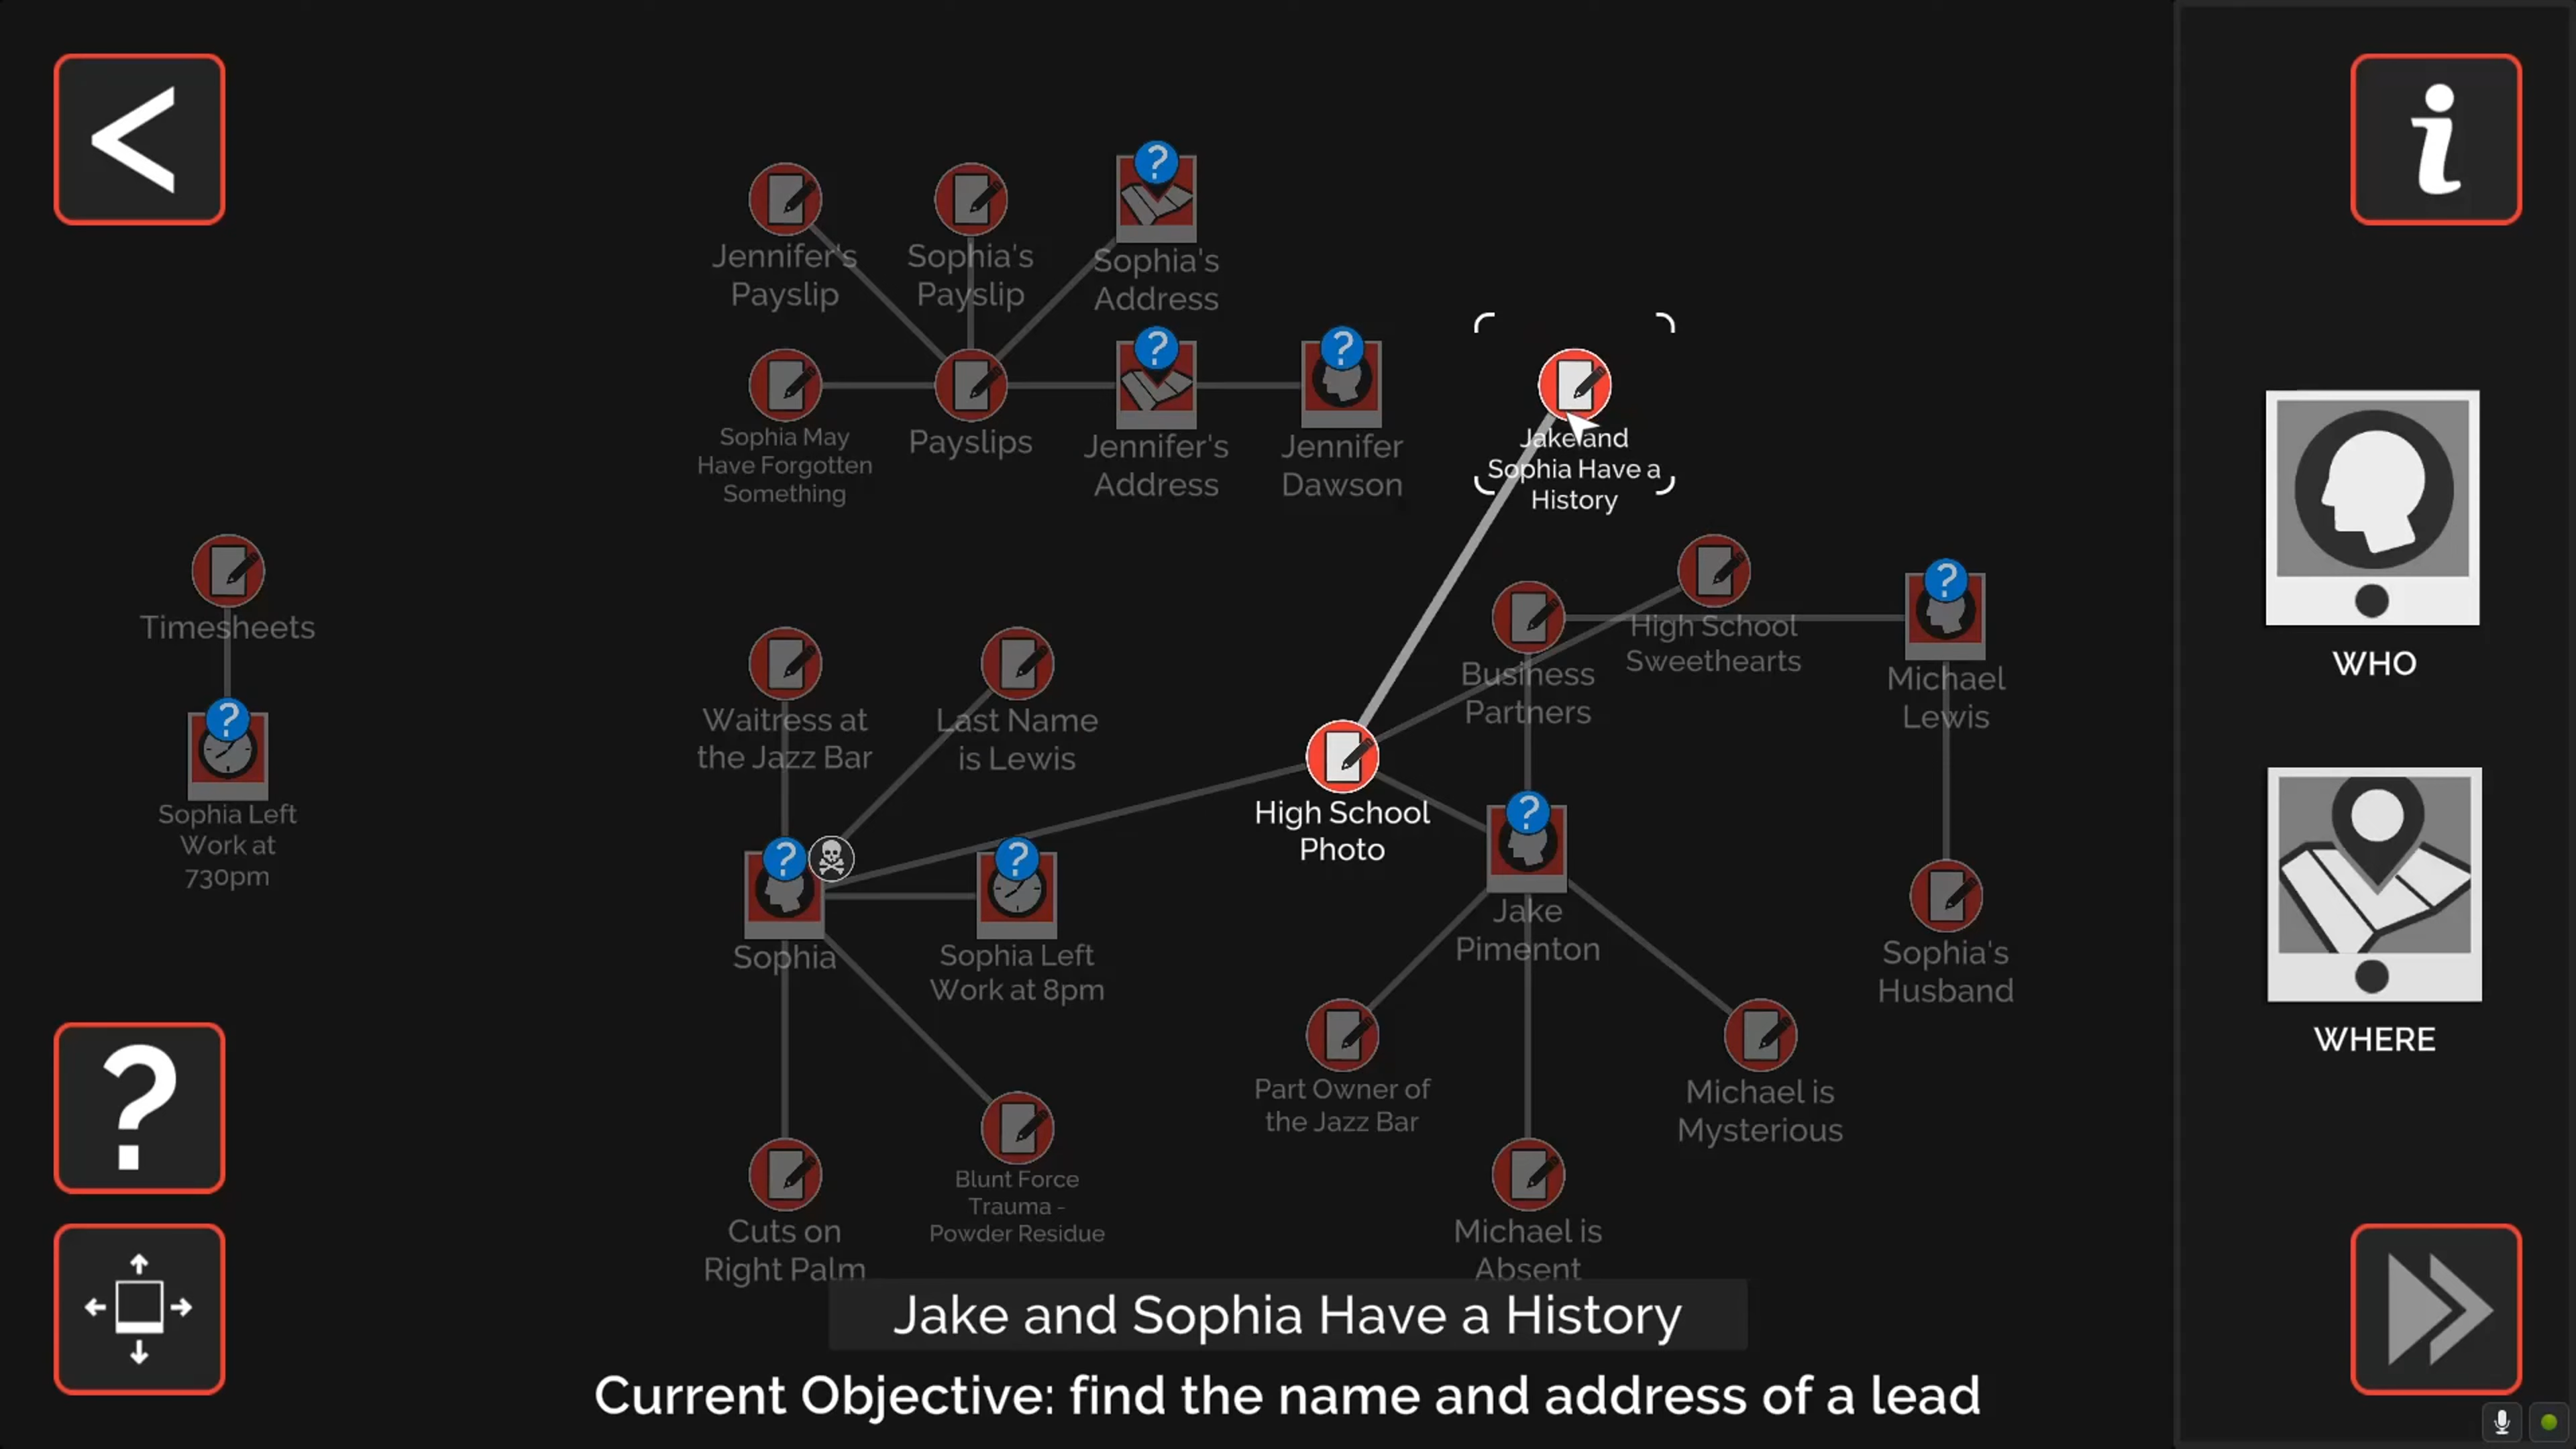 Jennifer's
Payslip
Sophia's
Payslip
Sophia's
Address
Sophia May
Have Forgotten
Something
Payslips
Jennifer's
Address
Jennifer
Dawson
Jake and
Sophia Have a
History
Timesheets
Sophia Left
Work at
730pm
Waitress at
the Jazz Bar
Last Name
is Lewis
Business
Partners
High School
Sweethearts
Michael
Lewis
High School
Photo
Sophia
Sophia Left
Work at 8pm
Jake
Pimenton
Sophia's
Husband
Cuts on
Right Palm
Blunt Force
Trauma -
Powder Residue
Part Owner of
the Jazz Bar
Michael is
Absent
Michael is
Mysterious
WHO
WHERE
Jake and Sophia Have a History
Current Objective: find the name and address of a lead